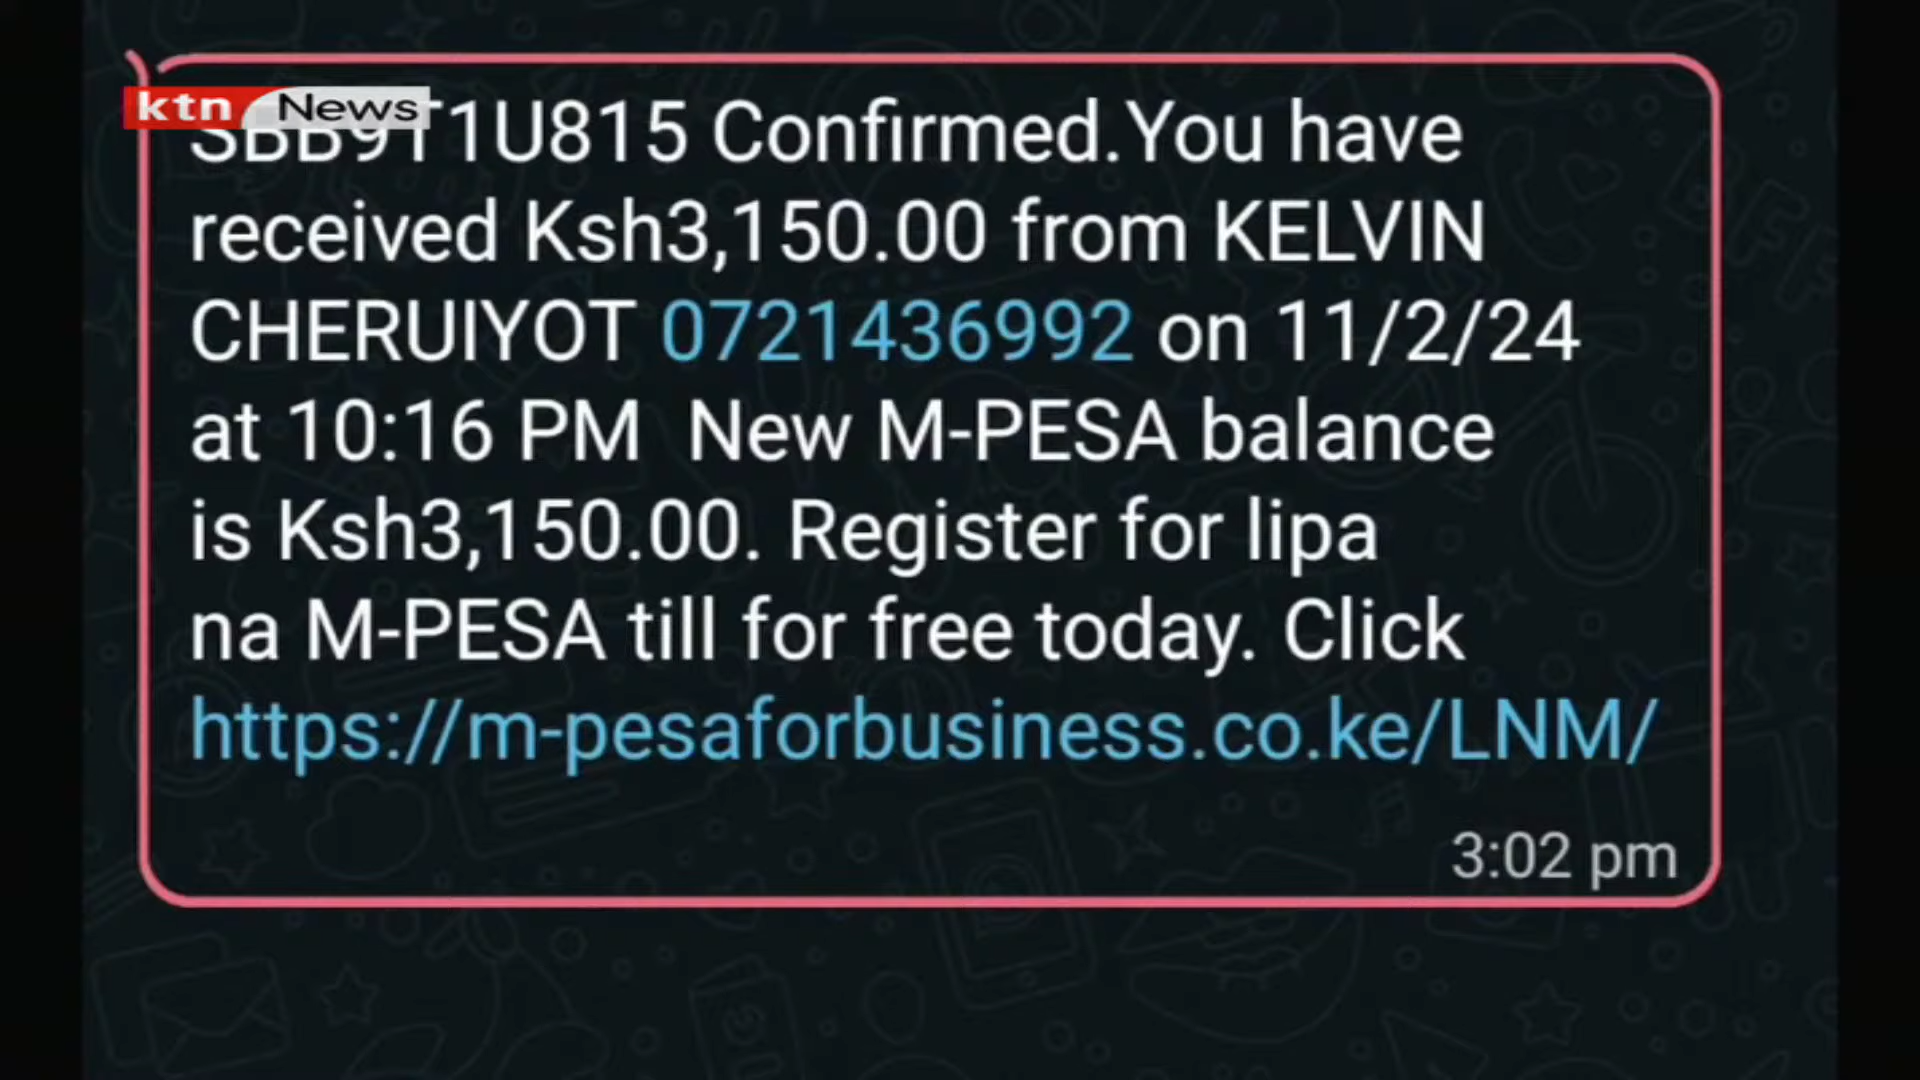 ktn News
SBB9T1U815 Confirmed.You have
received Ksh3,150.00 from KELVIN
CHERUIYOT 0721436992 on 11/2/24
at 10:16 PM  New M-PESA balance
is Ksh3,150.00. Register for lipa
na M-PESA till for free today. Click
https://m-pesaforbusiness.co.ke/LNM/
3:02 pm